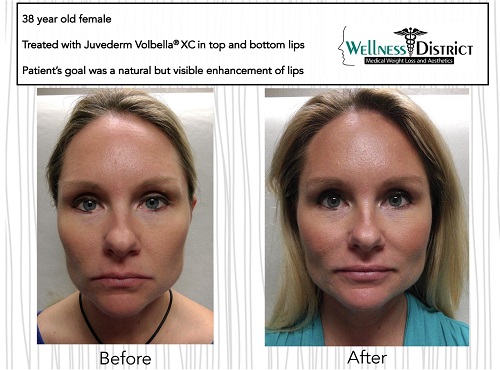 38 year old female
Treated with Juvederm Volbella® XC in top and bottom lips
Patient's goal was a natural but visible enhancement of lips
WELLNESS DISTRICT
Medical Weight Loss and Aesthetics
Before
After